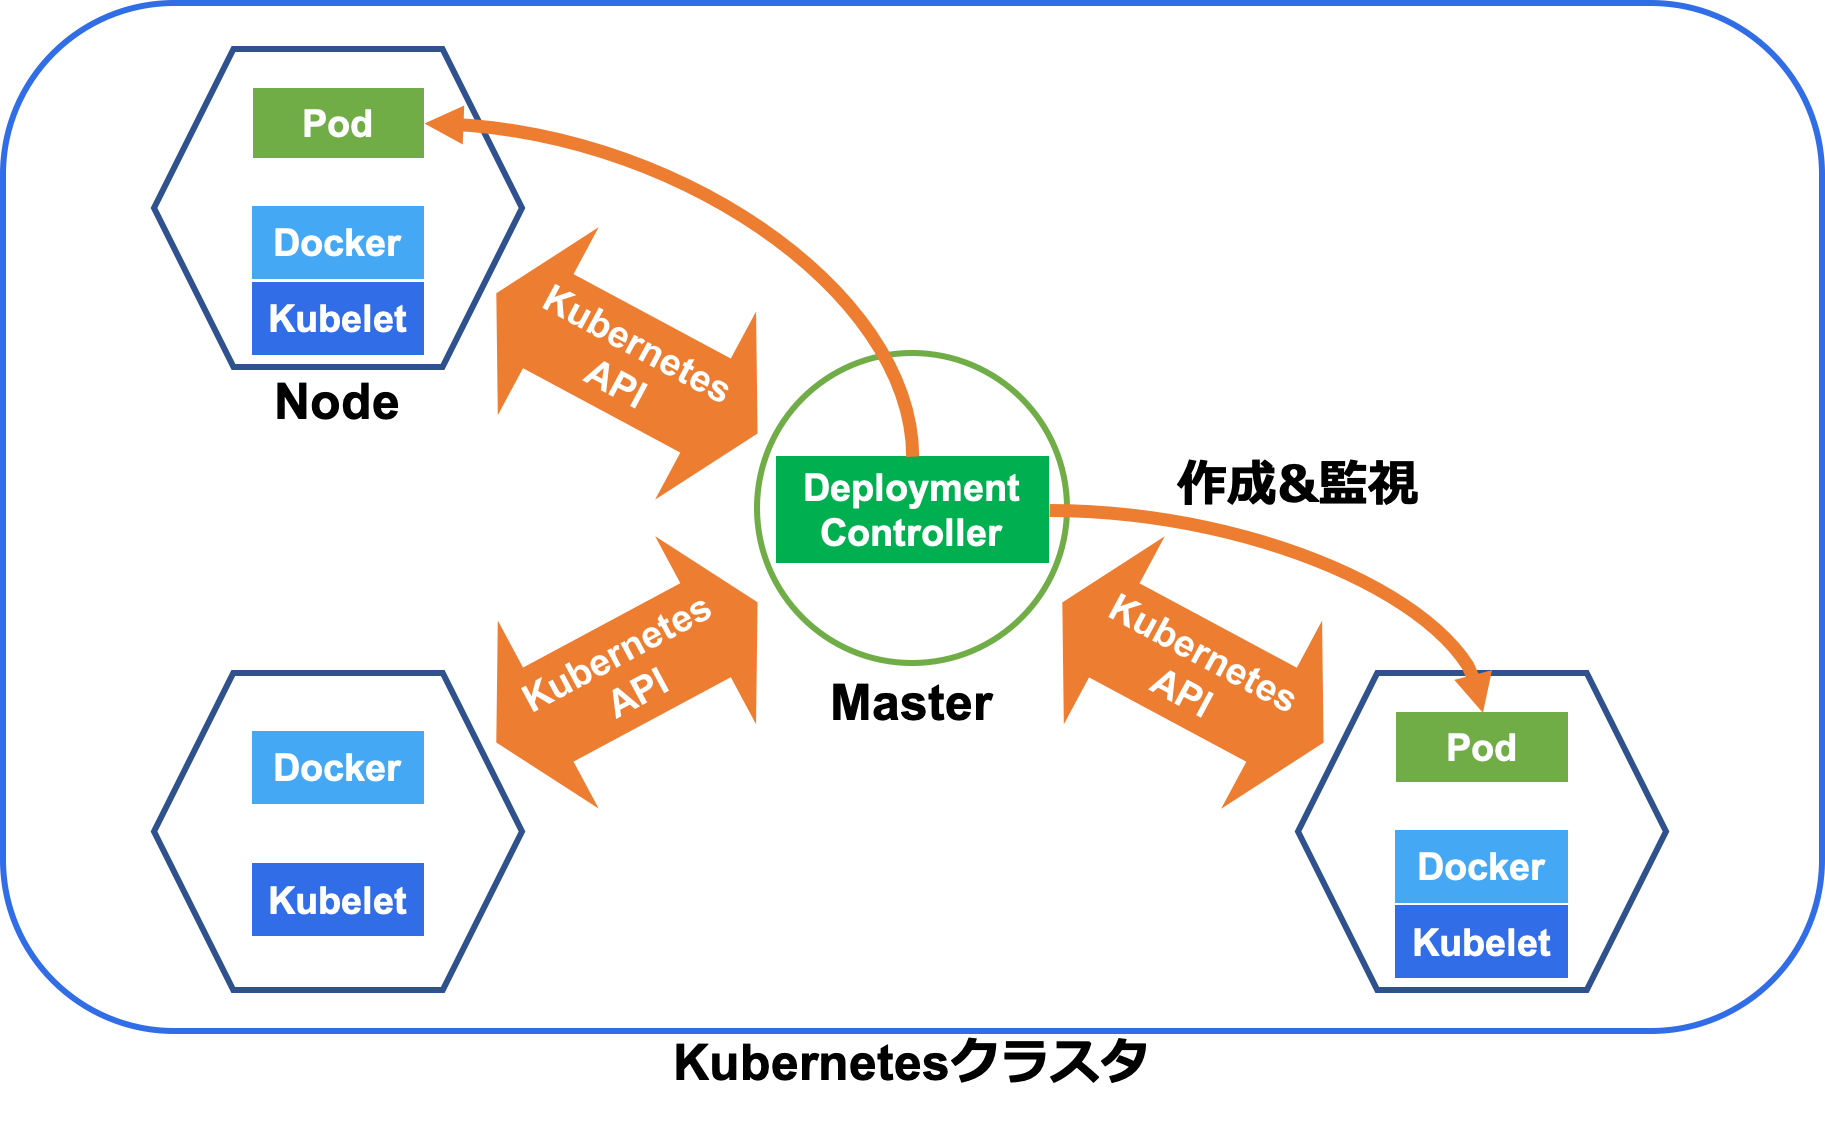 Pod
Docker
Kubelet
Node
Kubernetes
API
Deployment
Controller
Master
作成&監視
Kubernetes
API
Kubernetes
API
Docker
Kubelet
Pod
Docker
Kubelet
Kubernetesクラスタ